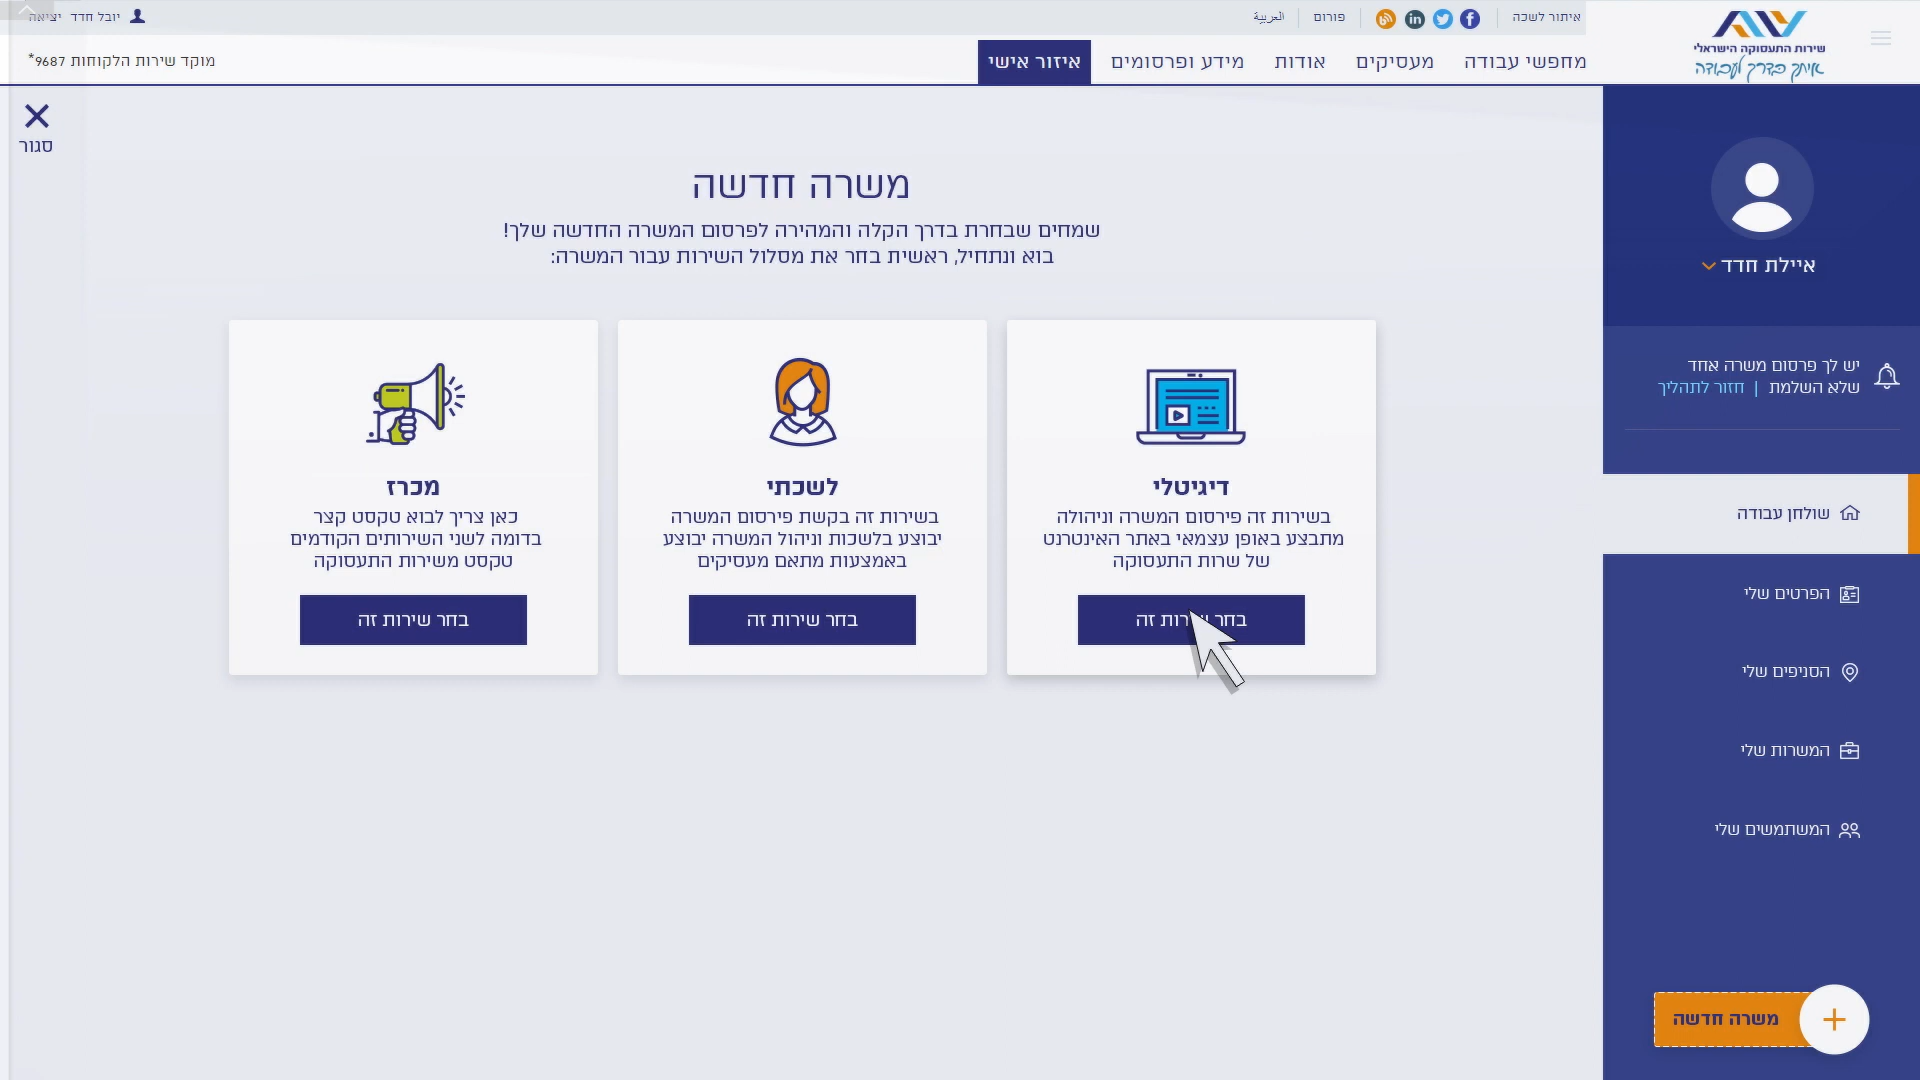 איתור לשכה
פורום
العربية
יובל חדד יציאה
שירות התעסוקה הישראלי
איתך בדרך לעבודה
מחפשי עבודה
מעסיקים
אודות
מידע ופרסומים
איזור אישי
מוקד שירות הלקוחות 9687*
סגור
משרה חדשה
שמחים שבחרת בדרך הקלה והמהירה לפרסום המשרה החדשה שלך!
בוא ונתחיל, ראשית בחר את מסלול השירות עבור המשרה:
דיגיטלי
בשירות זה פירסום המשרה וניהולה
מתבצע באופן עצמאי באתר האינטרנט
של שרות התעסוקה
בחר שירות זה
לשכתי
בשירות זה בקשת פירסום המשרה
יבוצע בלשכות וניהול המשרה יבוצע
באמצעות מתאם מעסיקים
בחר שירות זה
מכרז
כאן צריך לבוא טקסט קצר
בדומה לשני השירותים הקודמים
טקסט משירות התעסוקה
בחר שירות זה
איילת חדד
יש לך פרסום משרה אחד
שלא השלמת | חזור לתהליך
שולחן עבודה
הפרטים שלי
הסניפים שלי
המשרות שלי
המשתמשים שלי
משרה חדשה